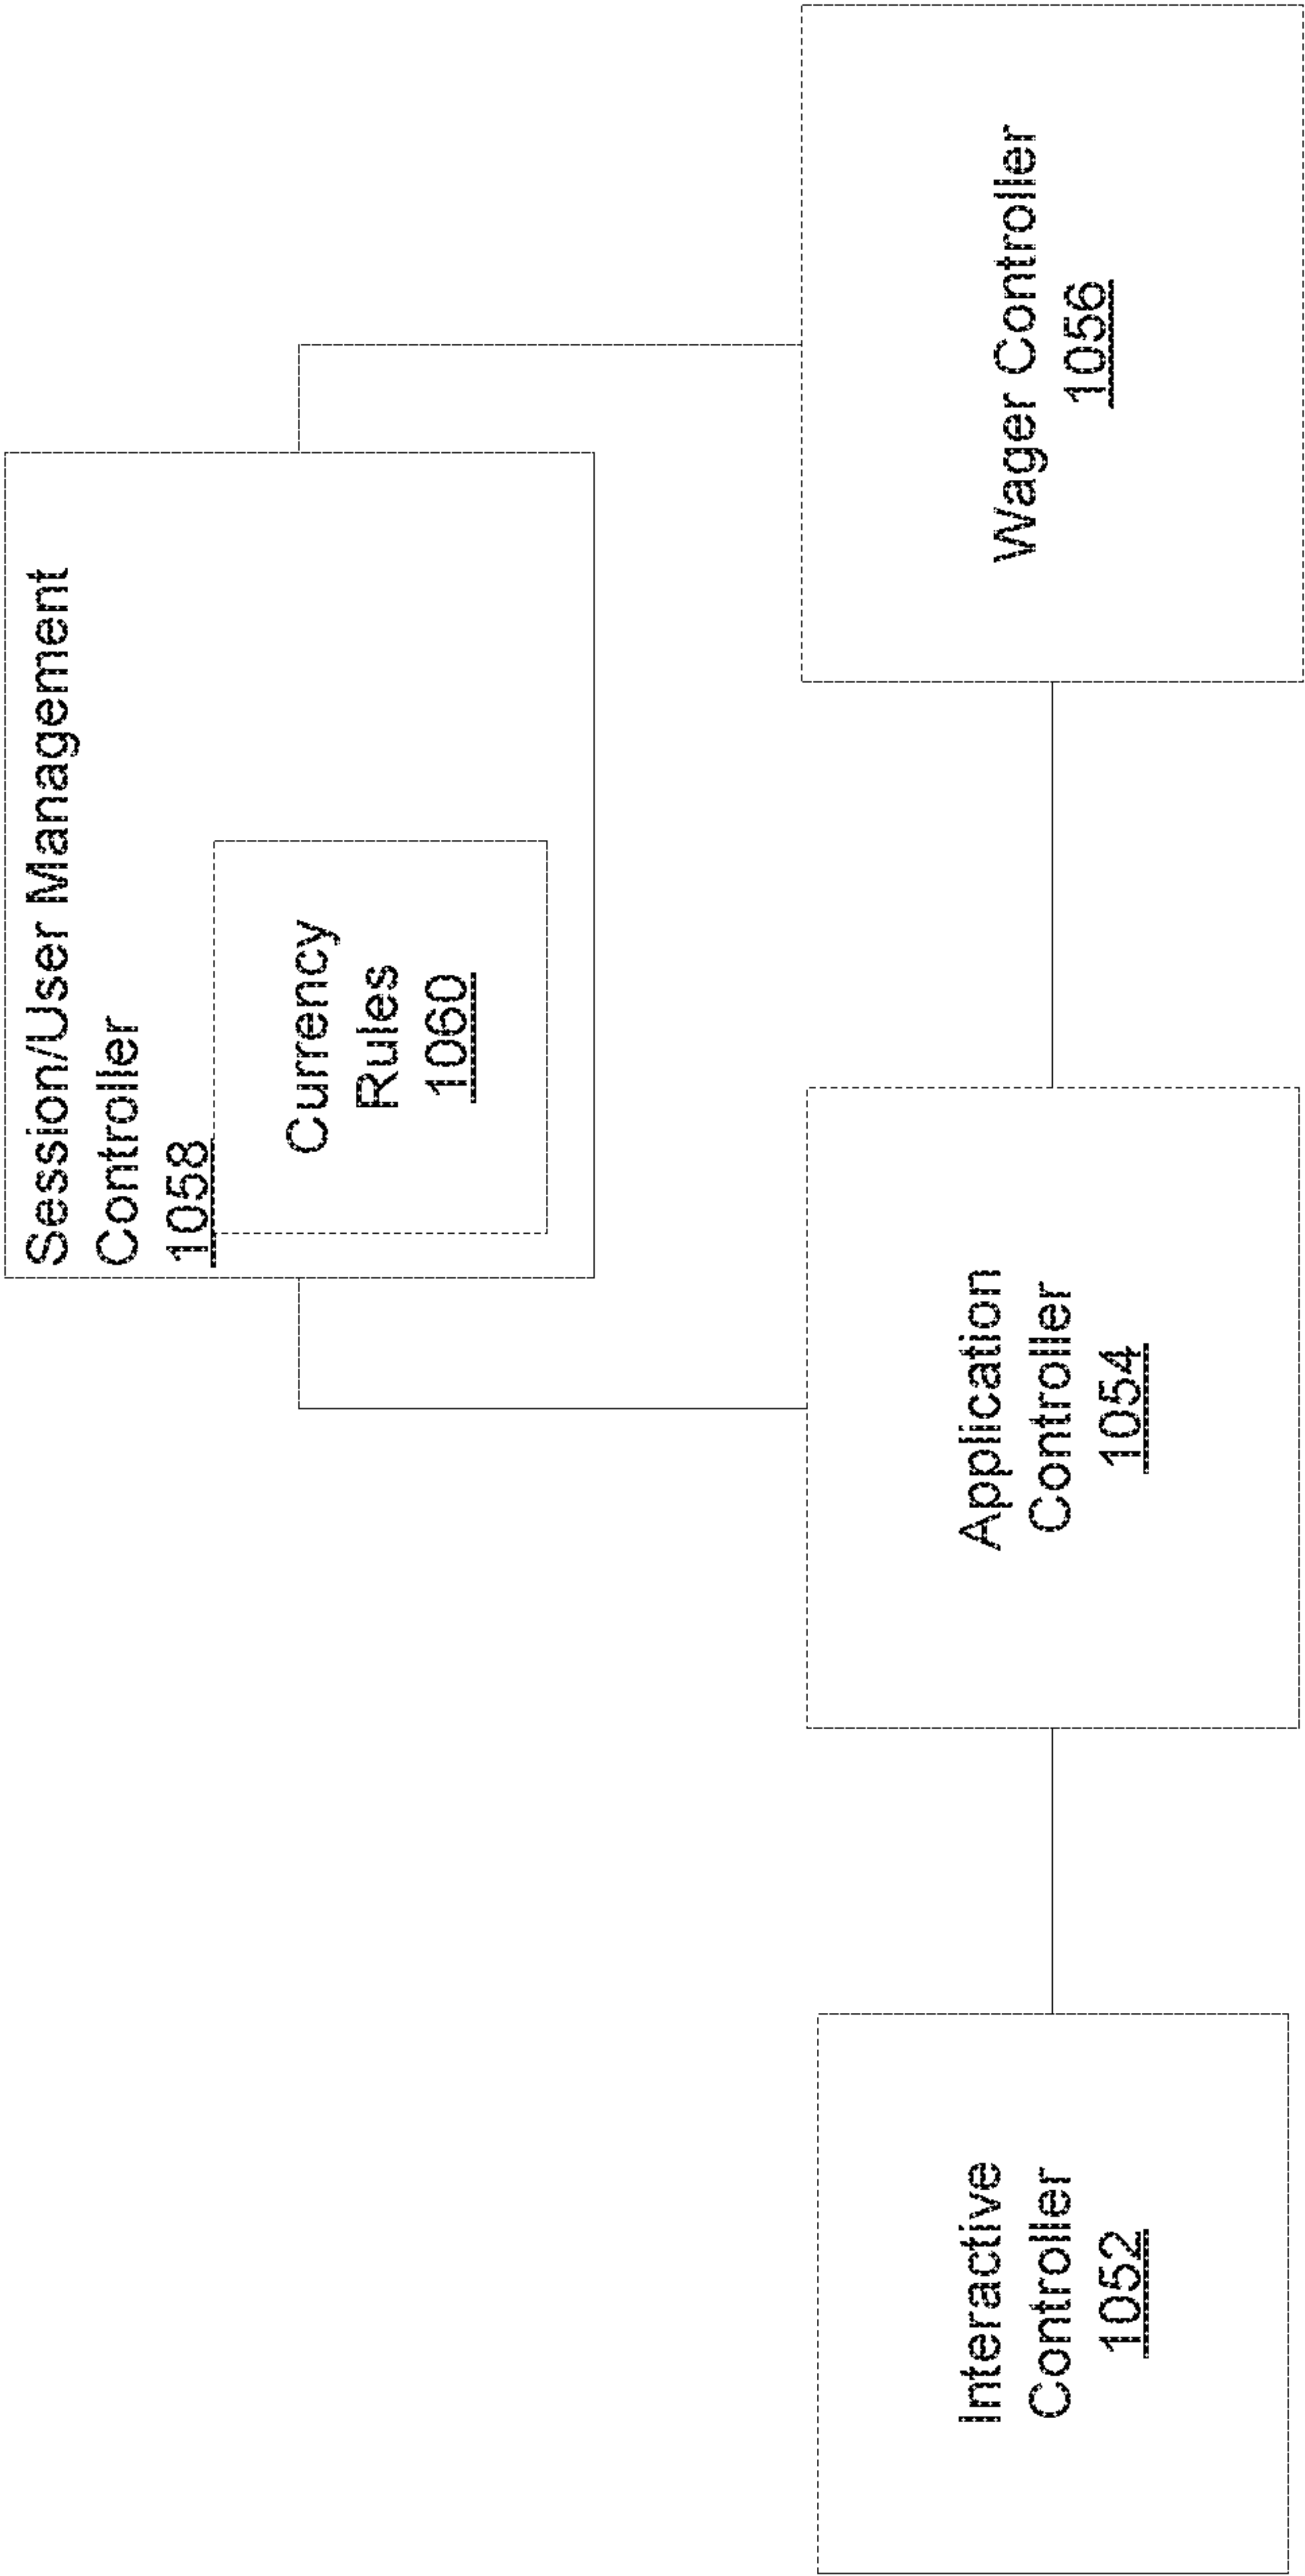 Session/User Management
Controller
1058
Currency
Rules
1060
Interactive
Controller
1052
Application
Controller
1054
Wager Controller
1056